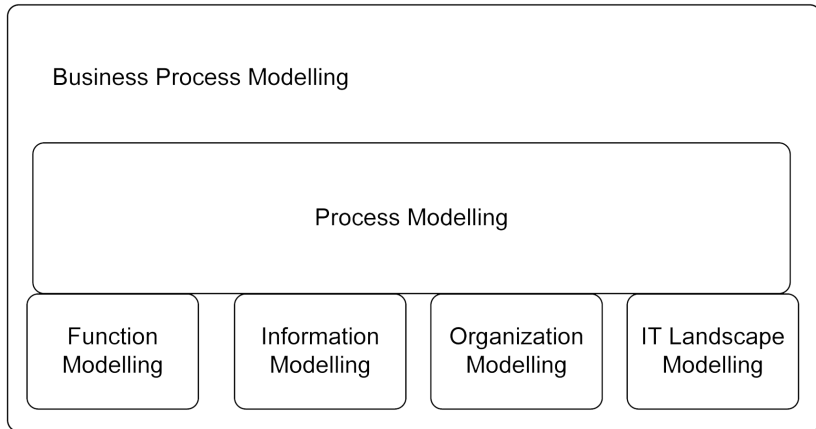 Business Process Modelling
Process Modelling
Function
Modelling
Information
Modelling
Organization
Modelling
IT Landscape
Modelling